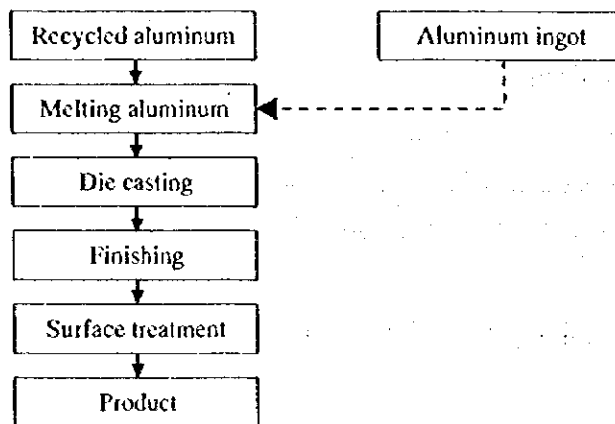 Recycled aluminum
Aluminum ingot
Melting aluminum
Die casting
Finishing
Surface treatment
Product